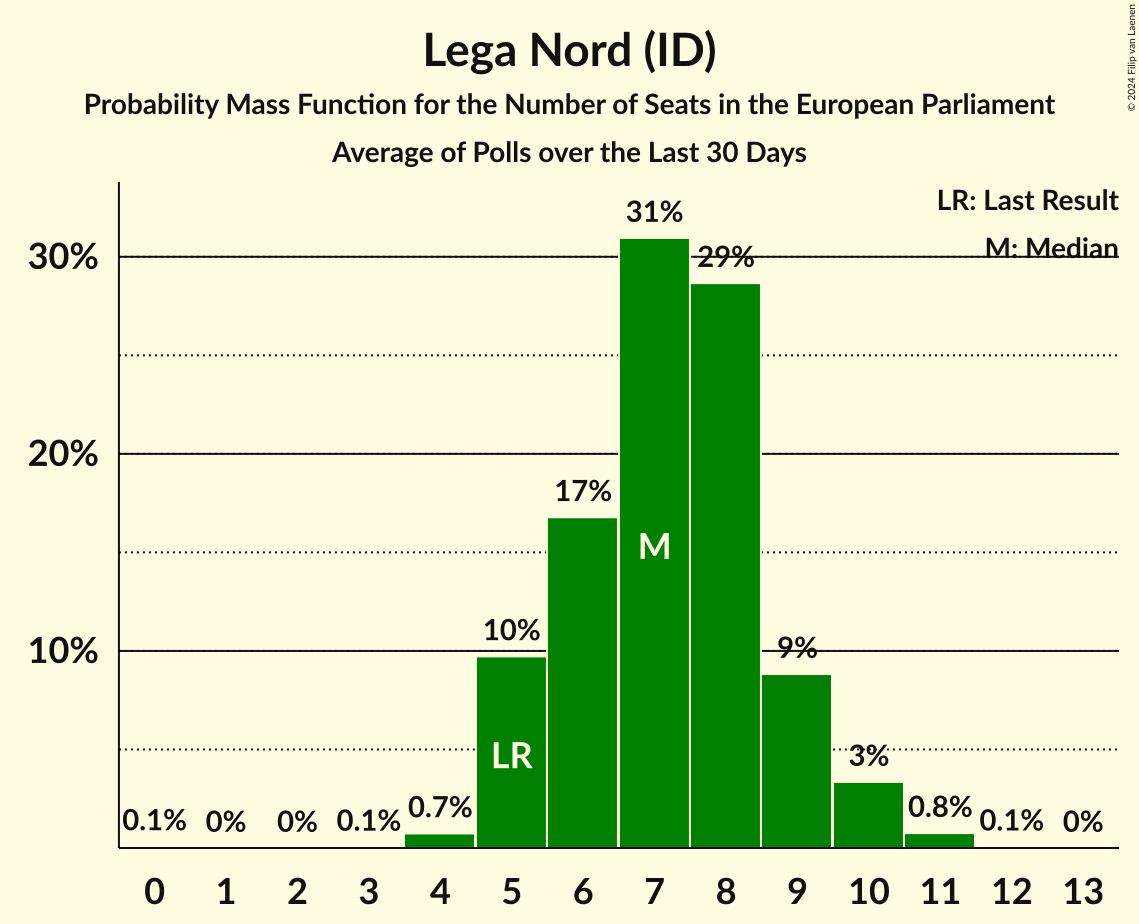 Lega Nord (ID)
Probability Mass Function for the Number of Seats in the European Parliament
Average of Polls over the Last 30 Days
© 2024 Filip van Laenen
LR: Last Result
M: Median
30%
20%
10%
0.1%
0%
0%
0.1%
0.7%
10%
17%
31%
29%
9%
3%
0.8%
0.1%
0%
LR
M
0 1 2 3 4 5 6 7 8 9 10 11 12 13